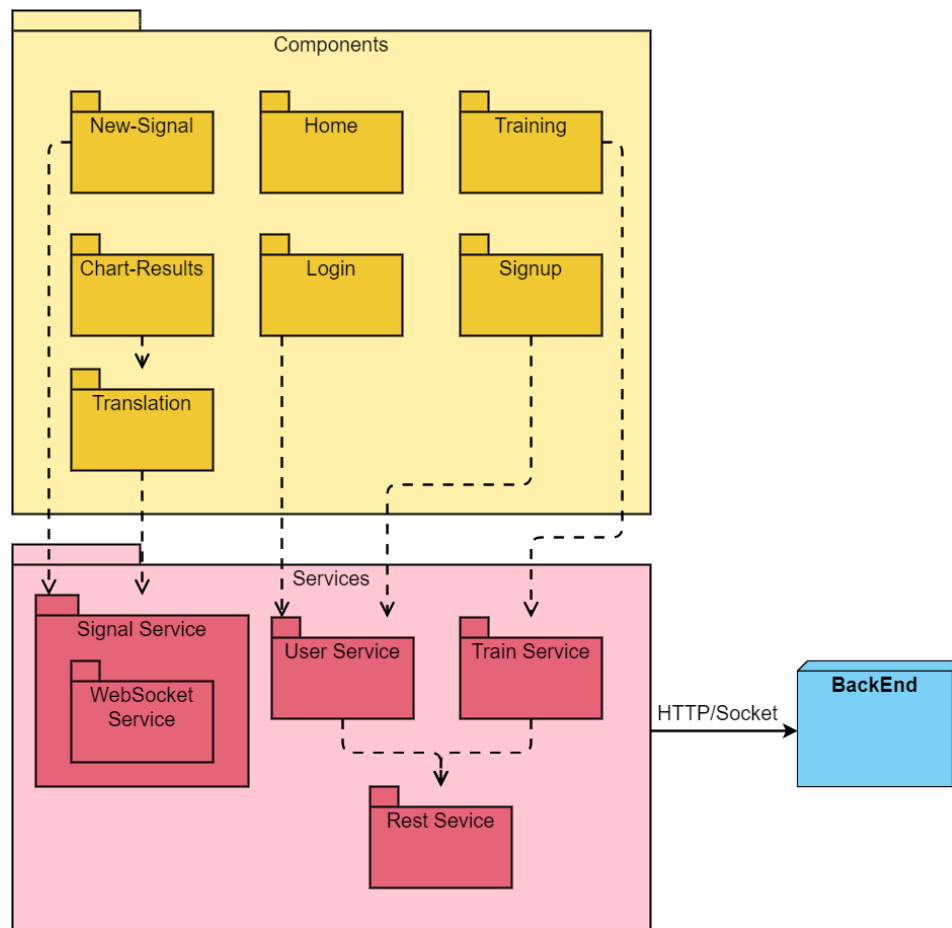 Components
New-Signal
Home
Training
Chart-Results
Login
Signup
Translation
Services
Signal Service
User Service
Train Service
WebSocket
Service
HTTP/Socket
BackEnd
Rest Sevice